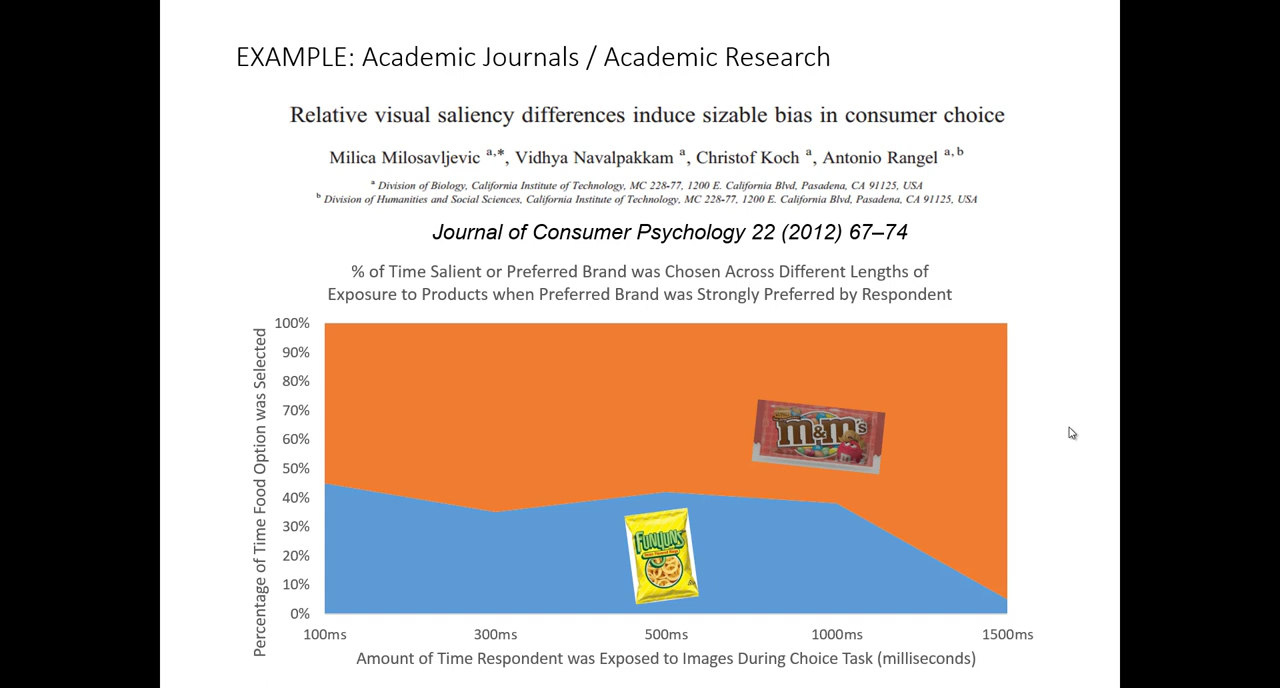 EXAMPLE: Academic Journals / Academic Research
Relative visual saliency differences induce sizable bias in consumer choice
Milica Milosavljevic a,*, Vidhya Navalpakkam a, Christof Koch a, Antonio Rangel a,b
a Division of Biology, California Institute of Technology, MC 228-77, 1200 E. California Blvd, Pasadena, CA 91125, USA
b Division of Humanities and Social Sciences, California Institute of Technology, MC 228-77, 1200 E. California Blvd, Pasadena, CA 91125, USA
Journal of Consumer Psychology 22 (2012) 67–74
% of Time Salient or Preferred Brand was Chosen Across Different Lengths of
Exposure to Products when Preferred Brand was Strongly Preferred by Respondent
Percentage of Time Food Option was Selected
100%
90%
80%
70%
60%
50%
40%
30%
20%
10%
0%
m&m's
FUNYUNS
100ms 300ms 500ms 1000ms 1500ms
Amount of Time Respondent was Exposed to Images During Choice Task (milliseconds)